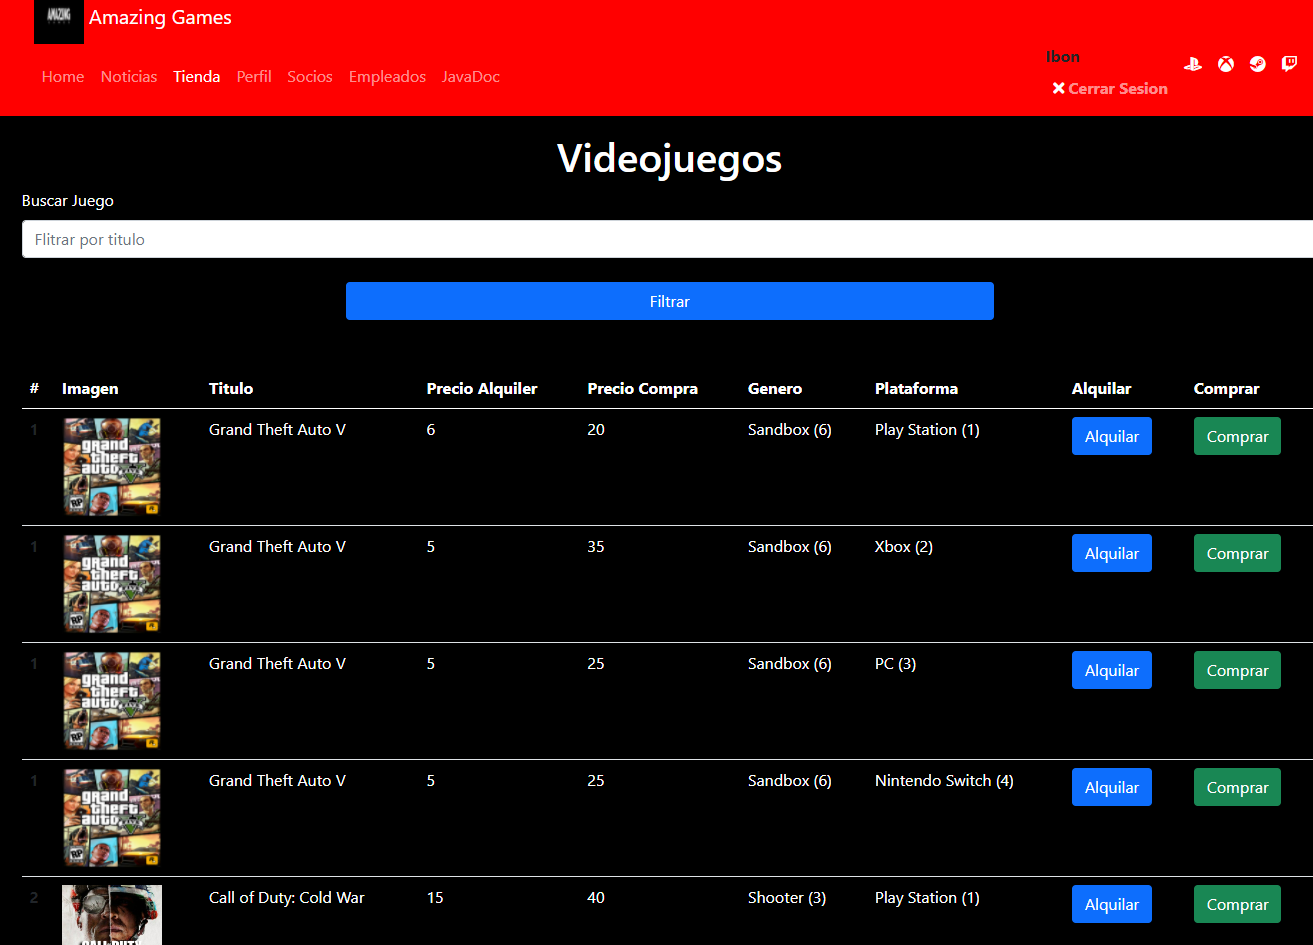 AMAZING
Amazing Games
Home Noticias Tienda Perfil Socios Empleados JavaDoc
Ibon
Cerrar Sesion
Videojuegos
Buscar Juego
Flitrar por titulo
Filtrar
# Imagen Titulo Precio Alquiler Precio Compra Genero Plataforma Alquilar Comprar
1 Grand Theft Auto V 6 20 Sandbox (6) Play Station (1) Alquilar Comprar
grand
theft
auto V
RP
1 Grand Theft Auto V 5 35 Sandbox (6) Xbox (2) Alquilar Comprar
grand
theft
auto V
RP
1 Grand Theft Auto V 5 25 Sandbox (6) PC (3) Alquilar Comprar
grand
theft
auto V
RP
1 Grand Theft Auto V 5 25 Sandbox (6) Nintendo Switch (4) Alquilar Comprar
grand
theft
auto V
RP
2 Call of Duty: Cold War 15 40 Shooter (3) Play Station (1) Alquilar Comprar
CALL OF DUTY